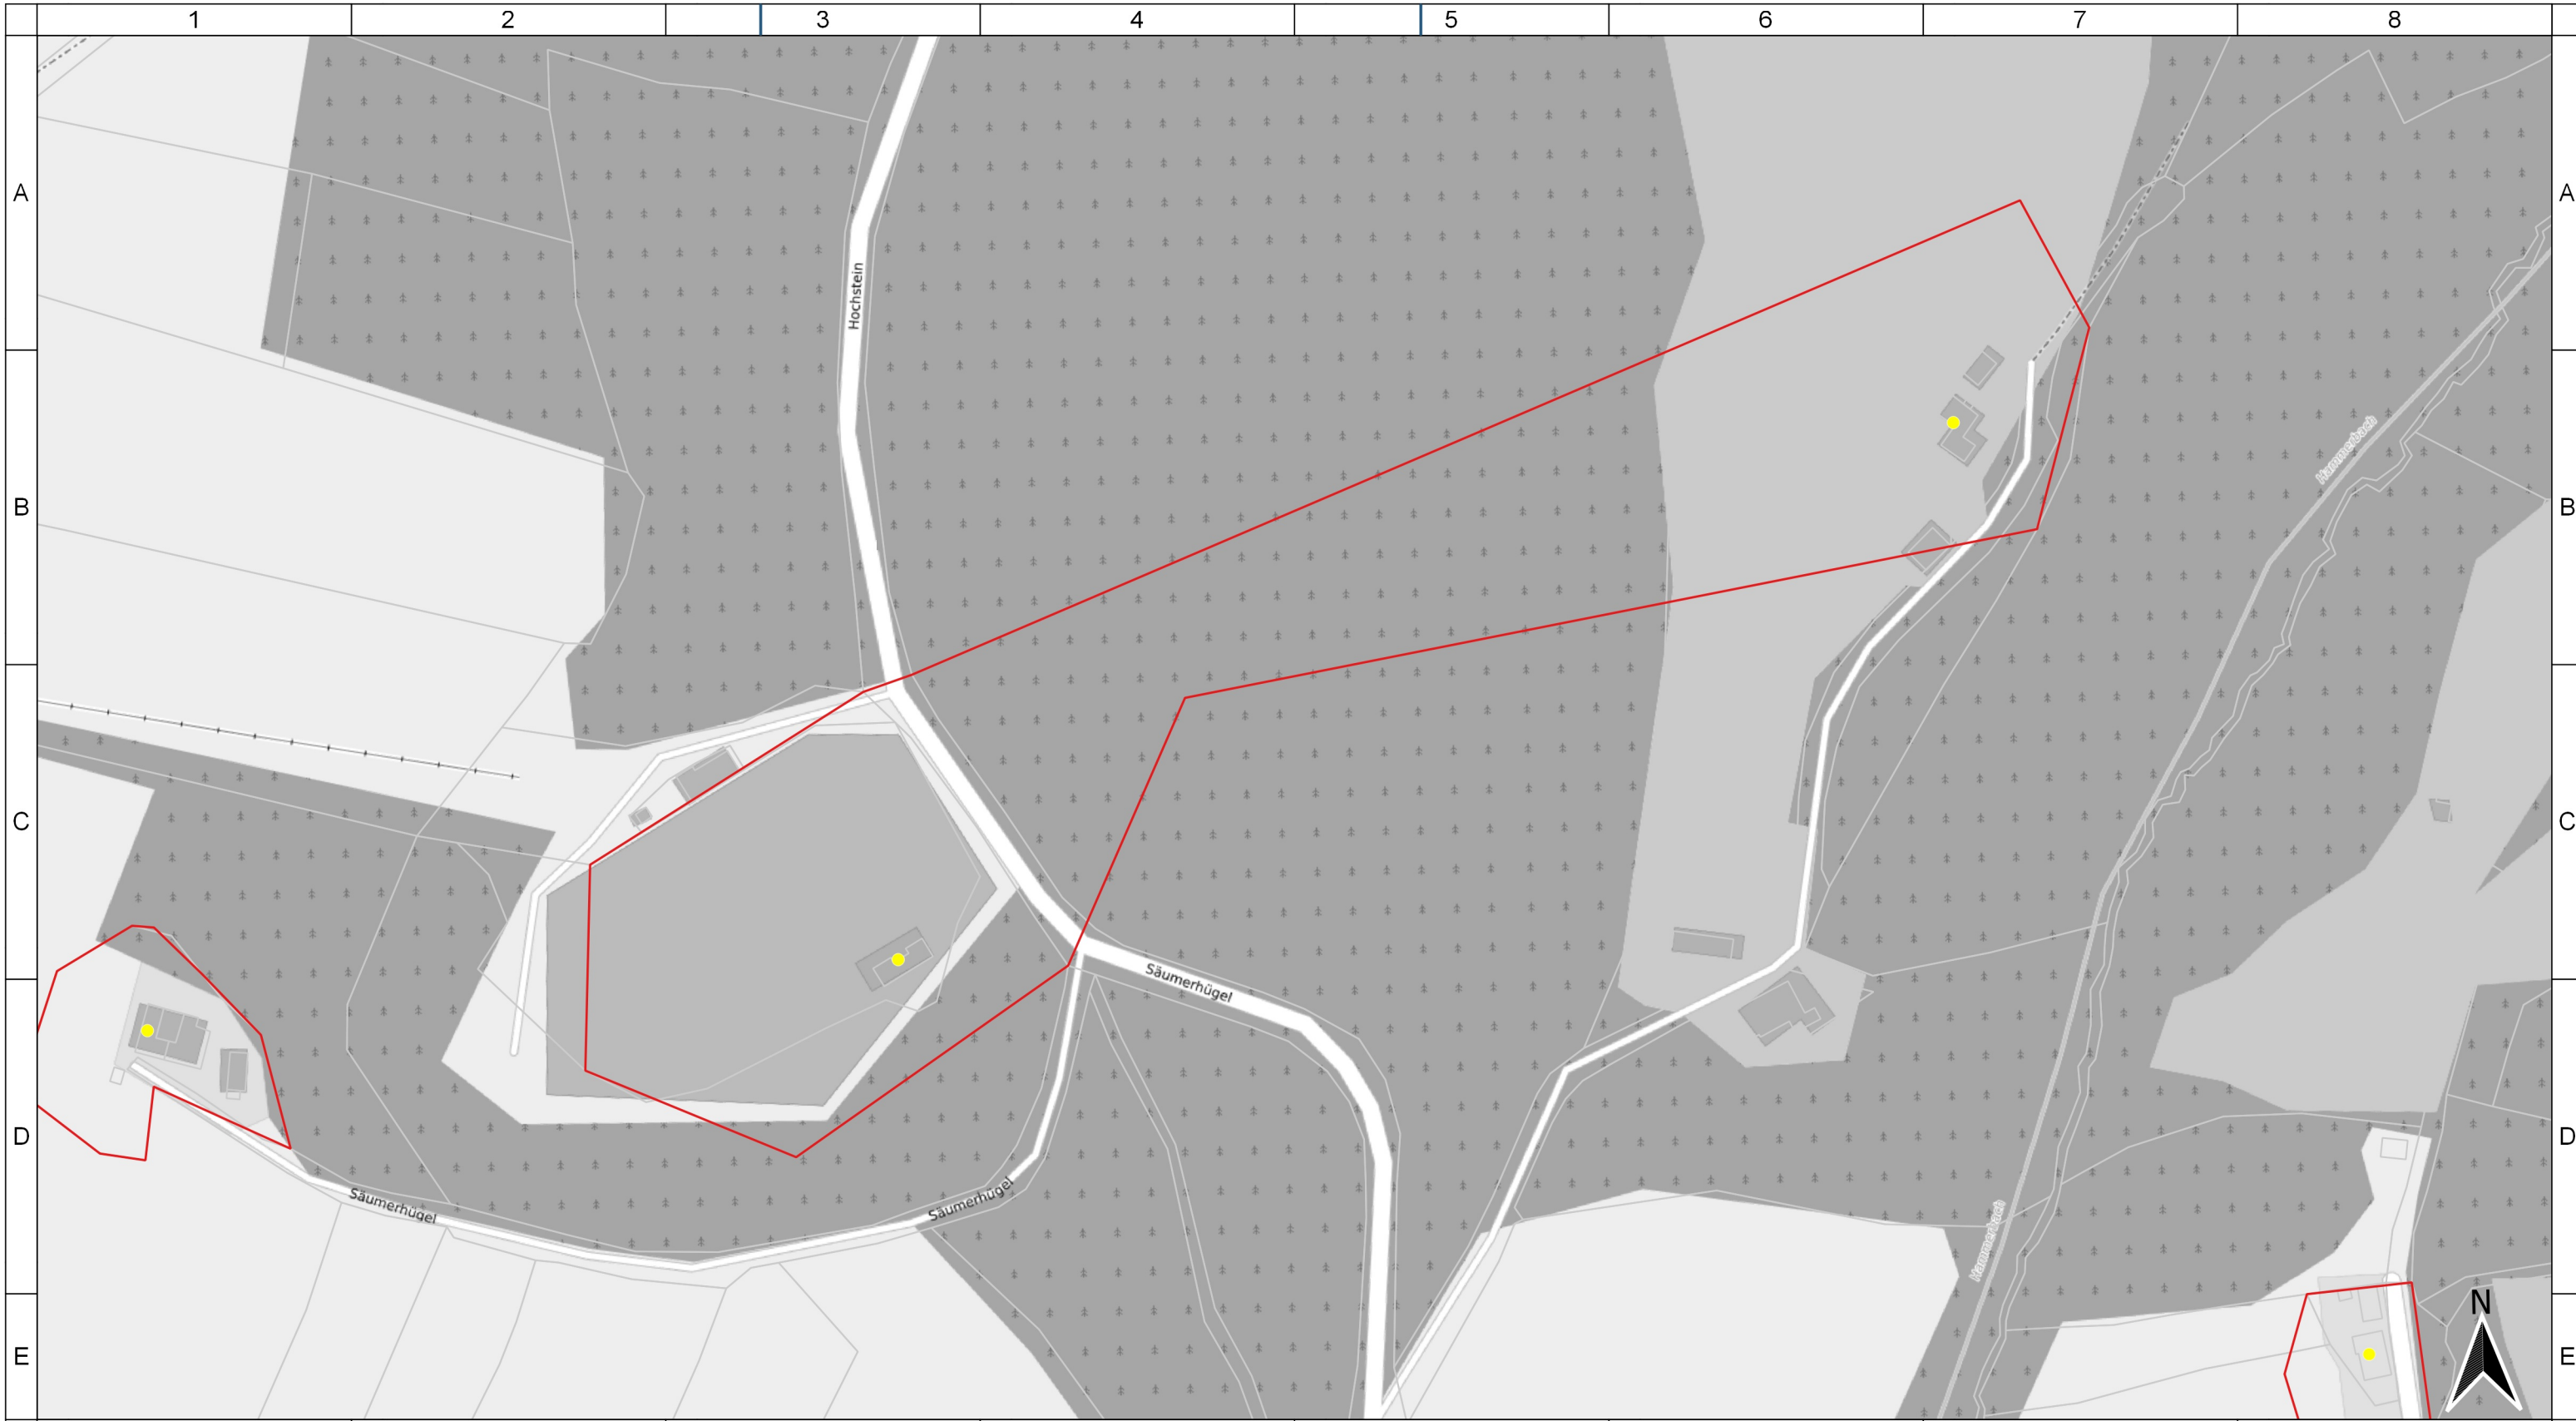 1 2 3 4 5 6 7 8
A A
Hochstein
B B
Hammerbach
C C
Säumerhügel
D D
Säumerhügel
Säumerhügel
Hammerbach
N
E E